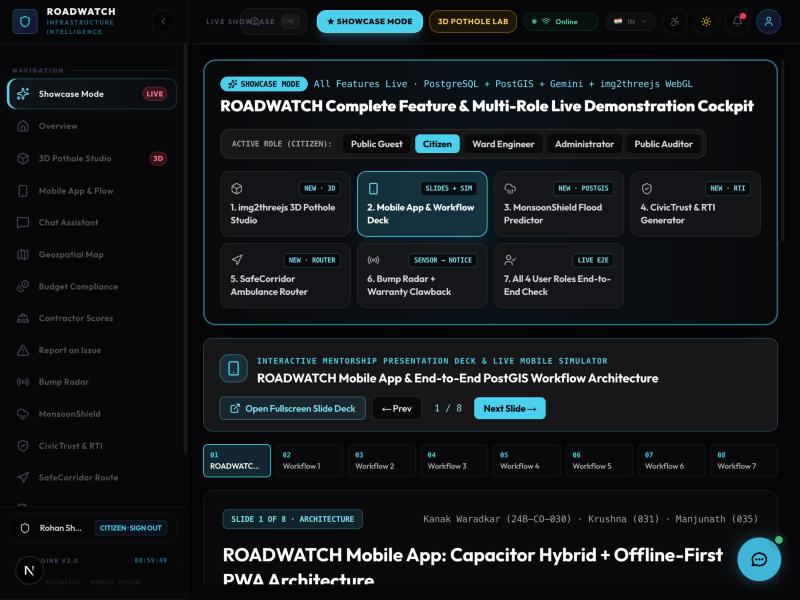 ROADWATCH
INFRASTRUCTURE
INTELLIGENCE
LIVE SHOWCASE
⌘K
★ SHOWCASE MODE
3D POTHOLE LAB
Online
IN
NAVIGATION
Showcase Mode
LIVE
Overview
3D Pothole Studio
3D
Mobile App & Flow
Chat Assistant
Geospatial Map
Budget Compliance
Contractor Scores
Report an Issue
Bump Radar
MonsoonShield
CivicTrust & RTI
SafeCorridor Route
Rohan Sh...
CITIZEN·SIGN OUT
GINE V2.0
08:59:49
ROADWATCH · MUMBAI REGION
N
SHOWCASE MODE
All Features Live · PostgreSQL + PostGIS + Gemini + img2threejs WebGL
ROADWATCH Complete Feature & Multi-Role Live Demonstration Cockpit
ACTIVE ROLE (CITIZEN):
Public Guest
Citizen
Ward Engineer
Administrator
Public Auditor
NEW · 3D
1. img2threejs 3D Pothole
Studio
SLIDES + SIM
2. Mobile App & Workflow
Deck
NEW · POSTGIS
3. MonsoonShield Flood
Predictor
NEW · RTI
4. CivicTrust & RTI
Generator
NEW · ROUTER
5. SafeCorridor
Ambulance Router
SENSOR → NOTICE
6. Bump Radar +
Warranty Clawback
LIVE E2E
7. All 4 User Roles End-to-
End Check
INTERACTIVE MENTORSHIP PRESENTATION DECK & LIVE MOBILE SIMULATOR
ROADWATCH Mobile App & End-to-End PostGIS Workflow Architecture
Open Fullscreen Slide Deck
← Prev
1 / 8
Next Slide →
01
ROADWATC...
02
Workflow 1
03
Workflow 2
04
Workflow 3
05
Workflow 4
06
Workflow 5
07
Workflow 6
08
Workflow 7
SLIDE 1 OF 8 · ARCHITECTURE
Kanak Waradkar (24B-CO-030) · Krushna (031) · Manjunath (035)
ROADWATCH Mobile App: Capacitor Hybrid + Offline-First
PWA Architecture